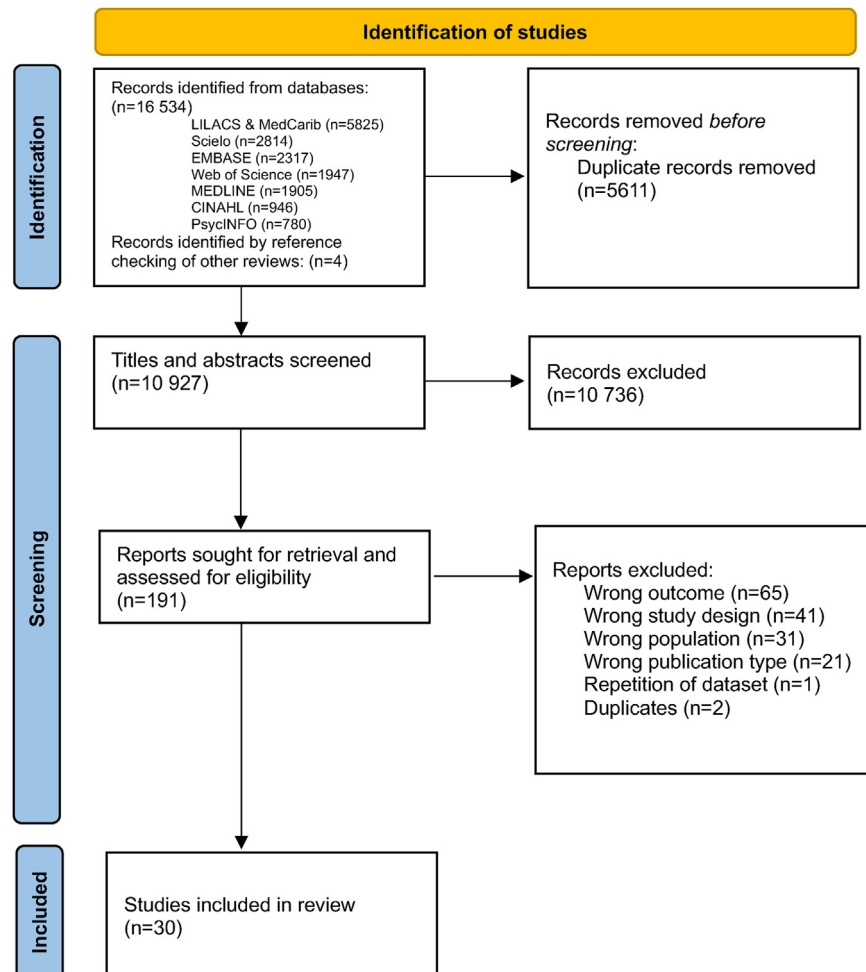 Identification of studies
Identification
Records identified from databases:
(n=16 534)
LILACS & MedCarib (n=5825)
Scielo (n=2814)
EMBASE (n=2317)
Web of Science (n=1947)
MEDLINE (n=1905)
CINAHL (n=946)
PsycINFO (n=780)
Records identified by reference
checking of other reviews: (n=4)
Records removed before
screening:
Duplicate records removed
(n=5611)
Screening
Titles and abstracts screened
(n=10 927)
Records excluded
(n=10 736)
Reports sought for retrieval and
assessed for eligibility
(n=191)
Reports excluded:
Wrong outcome (n=65)
Wrong study design (n=41)
Wrong population (n=31)
Wrong publication type (n=21)
Repetition of dataset (n=1)
Duplicates (n=2)
Included
Studies included in review
(n=30)